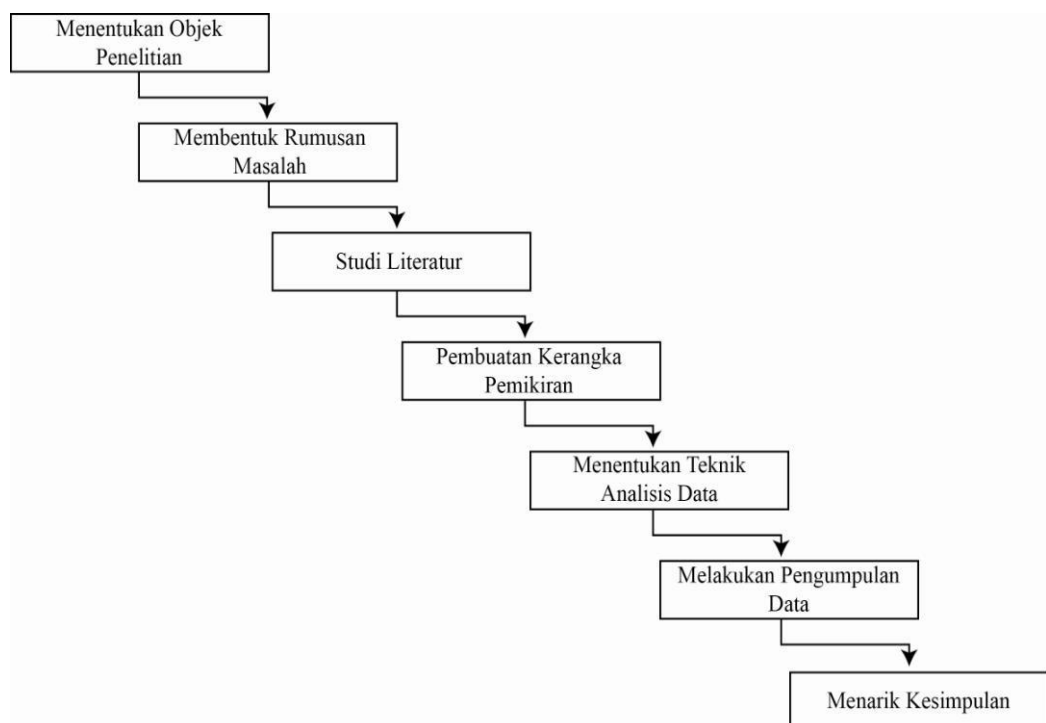 Menentukan Objek
Penelitian
Membentuk Rumusan
Masalah
Studi Literatur
Pembuatan Kerangka
Pemikiran
Menentukan Teknik
Analisis Data
Melakukan Pengumpulan
Data
Menarik Kesimpulan